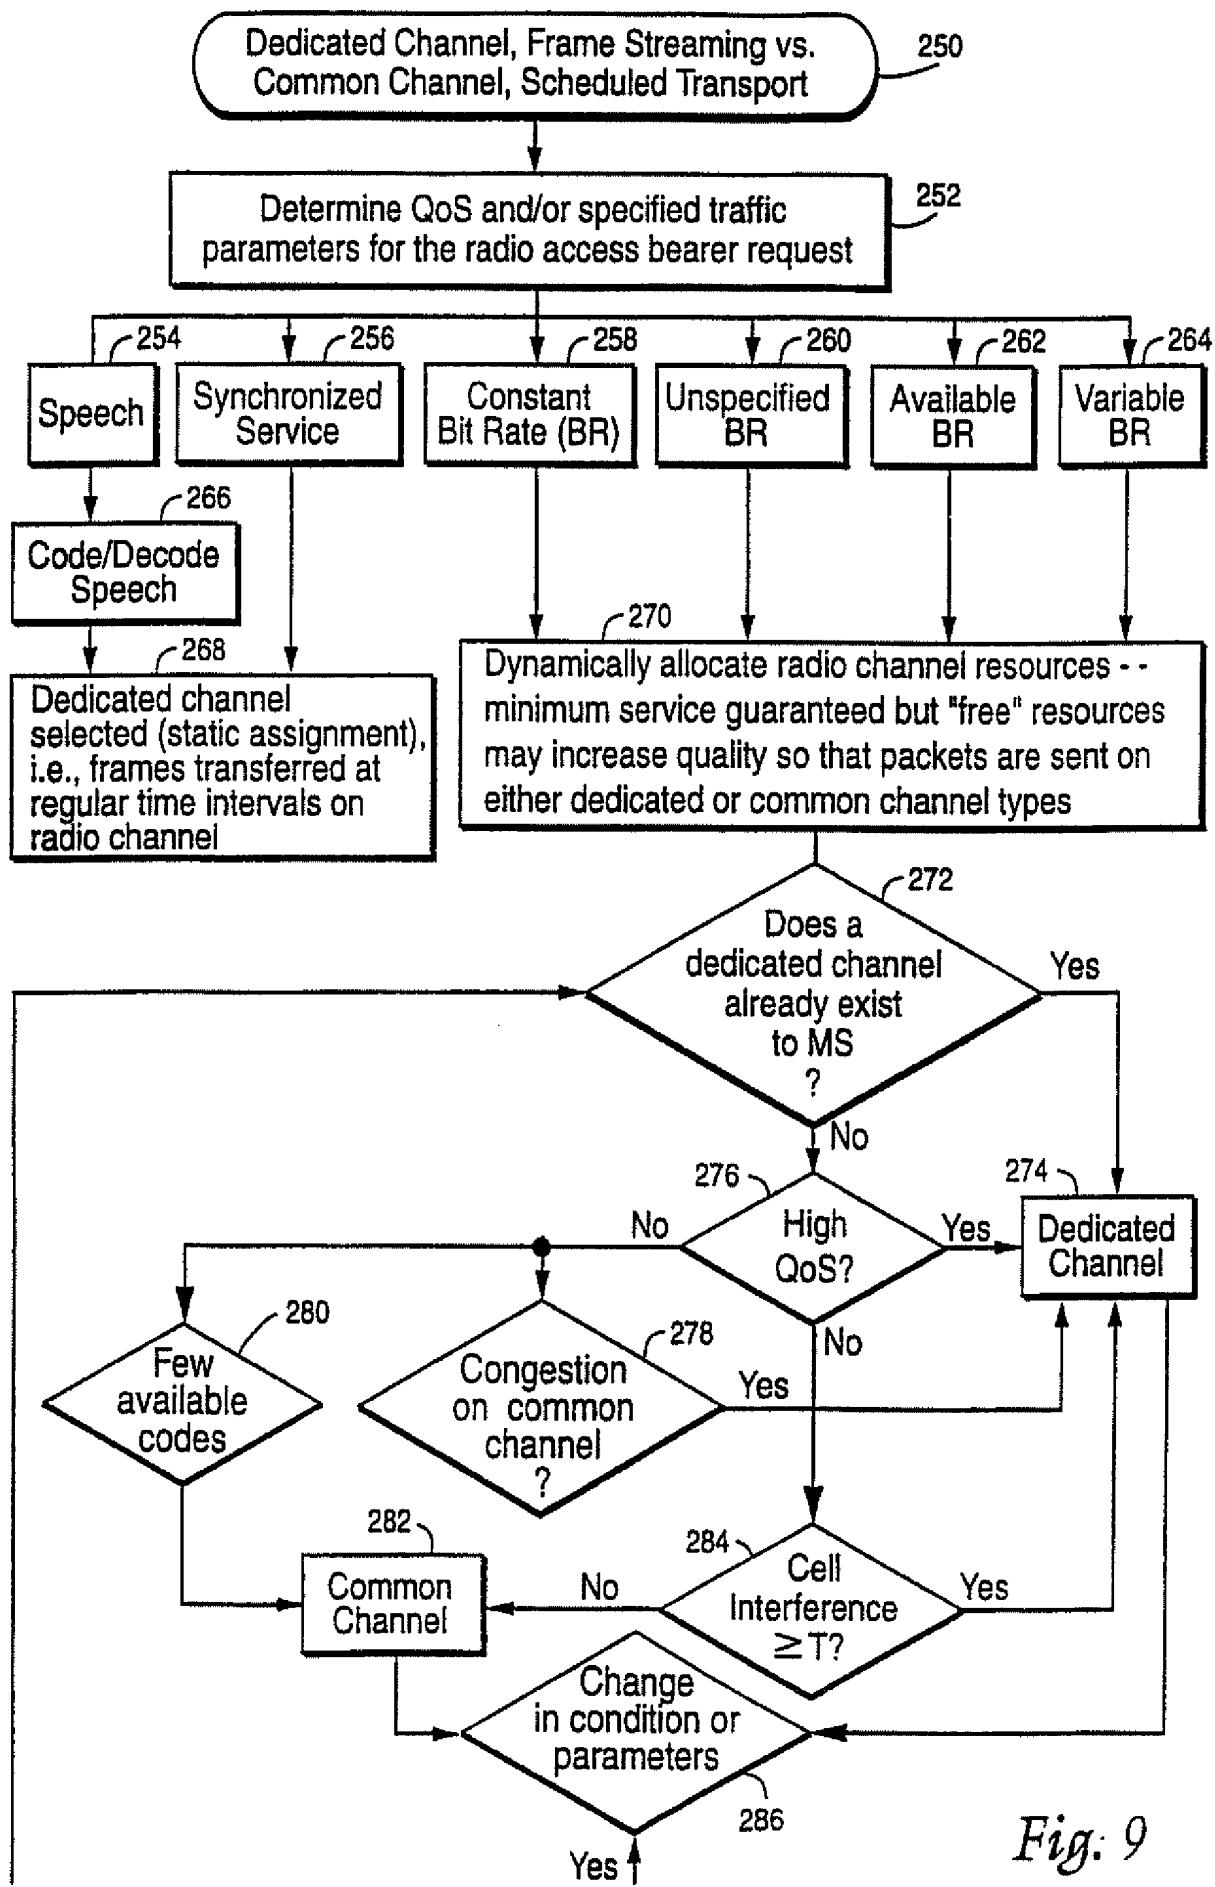 Dedicated Channel, Frame Streaming vs.
Common Channel, Scheduled Transport
250
Determine QoS and/or specified traffic
parameters for the radio access bearer request
252
254
256
258
260
262
264
Speech
Synchronized
Service
Constant
Bit Rate (BR)
Unspecified
BR
Available
BR
Variable
BR
266
Code/Decode
Speech
268
Dedicated channel
selected (static assignment),
i.e., frames transferred at
regular time intervals on
radio channel
270
Dynamically allocate radio channel resources - -
minimum service guaranteed but "free" resources
may increase quality so that packets are sent on
either dedicated or common channel types
272
Does a
dedicated channel
already exist
to MS
?
Yes
No
276
High
QoS?
No
Yes
No
274
Dedicated
Channel
280
Few
available
codes
278
Congestion
on common
channel
?
Yes
282
Common
Channel
284
Cell
Interference
≥ T?
No
Yes
Change
in condition or
parameters
286
Yes
Fig. 9